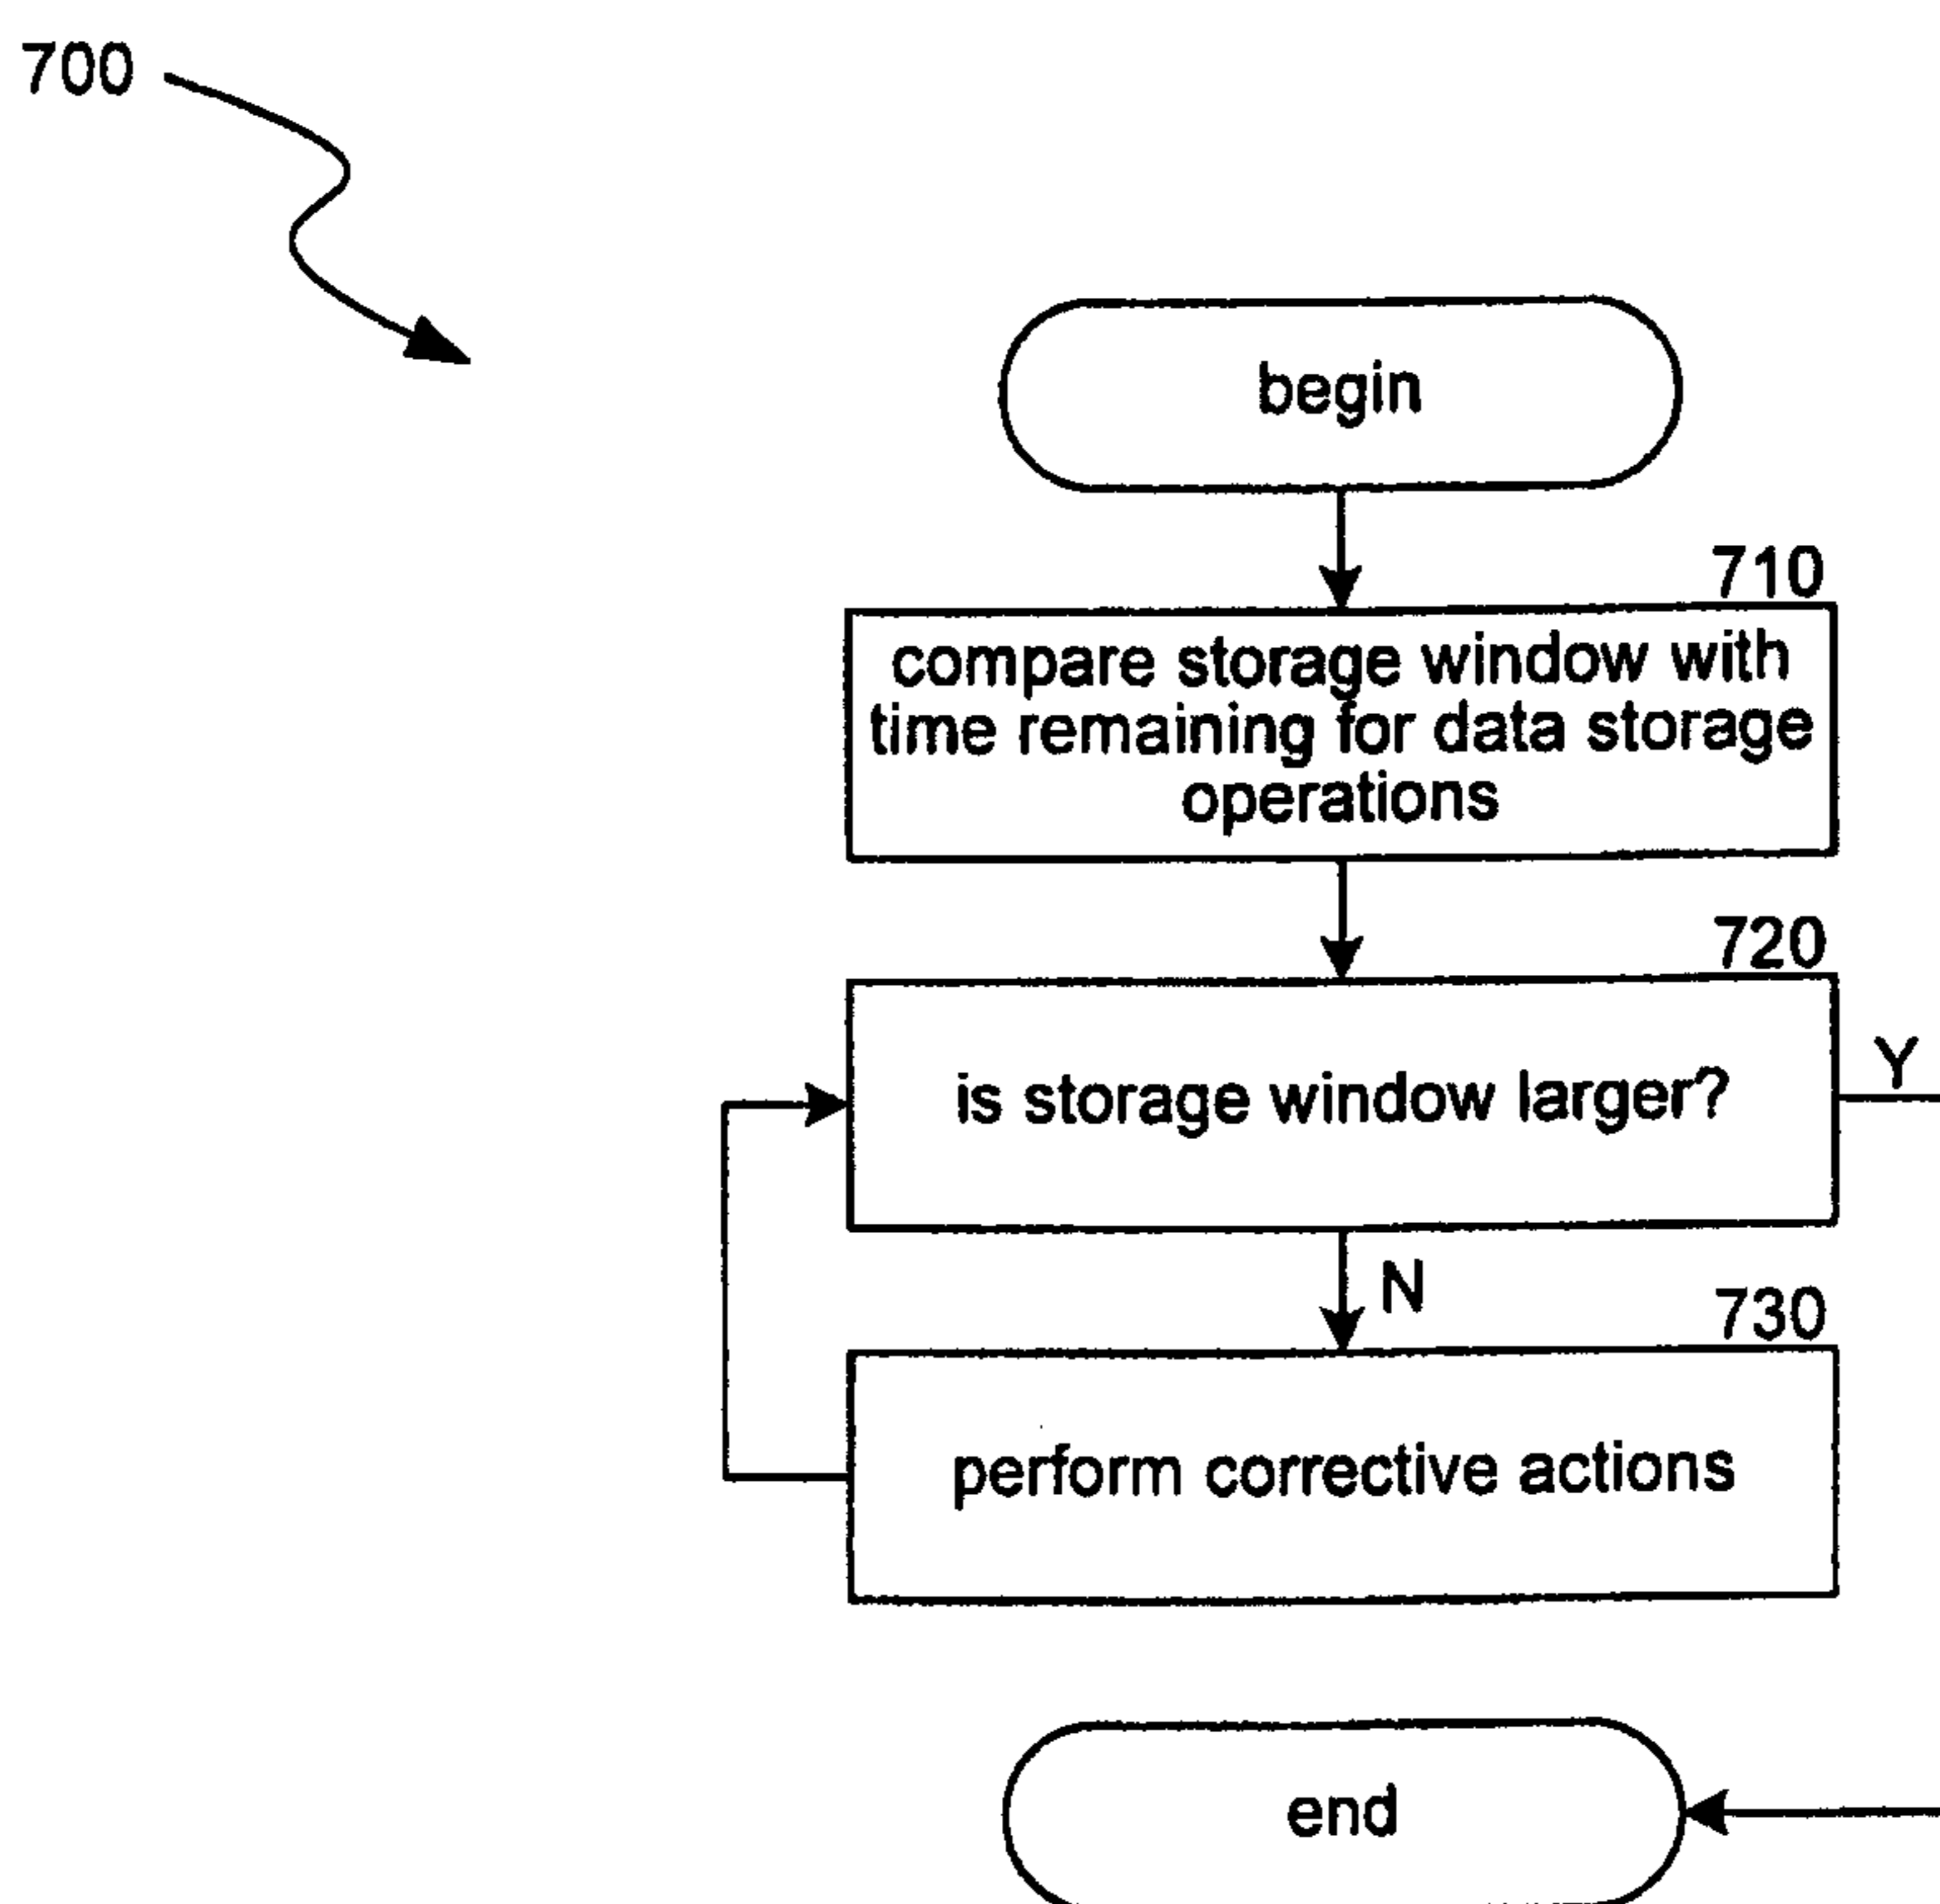 700
begin
710
compare storage window with
time remaining for data storage
operations
720
is storage window larger?
Y
N
730
perform corrective actions
end